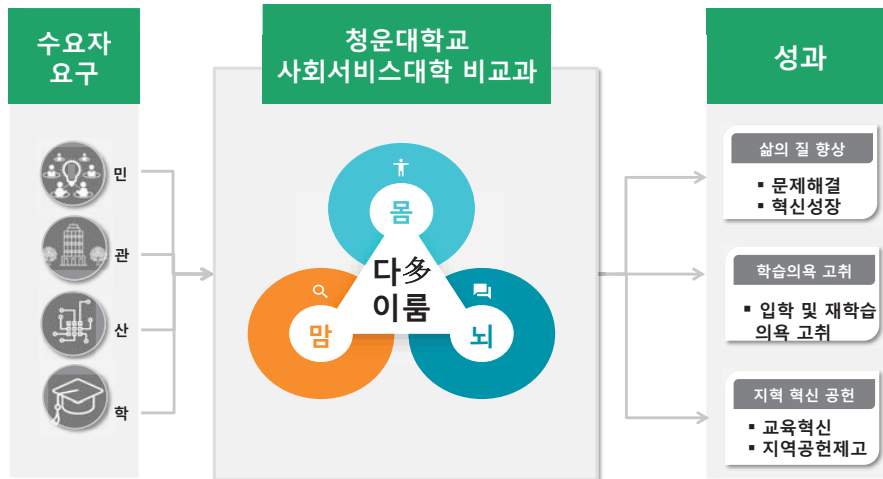 수요자
요구
민
관
산
학
청운대학교
사회서비스대학 비교과
몸
다多
이룸
맘
뇌
성과
삶의 질 향상
▪ 문제해결
▪ 혁신성장
학습의욕 고취
▪ 입학 및 재학습
의욕 고취
지혁 혁신 공헌
▪ 교육혁신
▪ 지역공헌제고